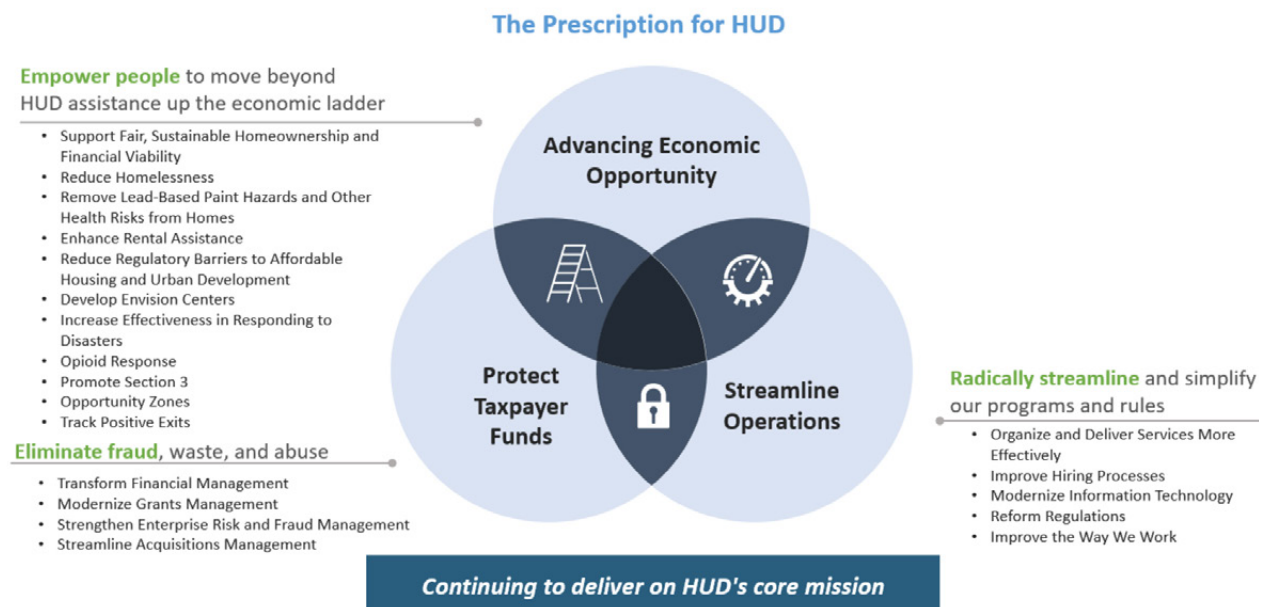 The Prescription for HUD
Empower people to move beyond
HUD assistance up the economic ladder
• Support Fair, Sustainable Homeownership and
Financial Viability
• Reduce Homelessness
• Remove Lead-Based Paint Hazards and Other
Health Risks from Homes
• Enhance Rental Assistance
• Reduce Regulatory Barriers to Affordable
Housing and Urban Development
• Develop Envision Centers
• Increase Effectiveness in Responding to
Disasters
• Opioid Response
• Promote Section 3
• Opportunity Zones
• Track Positive Exits
Eliminate fraud, waste, and abuse
• Transform Financial Management
• Modernize Grants Management
• Strengthen Enterprise Risk and Fraud Management
• Streamline Acquisitions Management
Advancing Economic
Opportunity
Protect
Taxpayer
Funds
Streamline
Operations
Radically streamline and simplify
our programs and rules
• Organize and Deliver Services More
Effectively
• Improve Hiring Processes
• Modernize Information Technology
• Reform Regulations
• Improve the Way We Work
Continuing to deliver on HUD's core mission